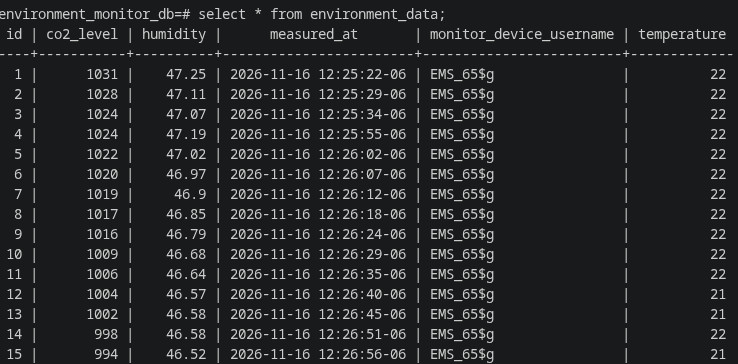 environment_monitor_db=# select * from environment_data;
 id | co2_level | humidity |      measured_at       | monitor_device_username | temperature
----+-----------+----------+------------------------+-------------------------+-------------
  1 |      1031 |    47.25 | 2026-11-16 12:25:22-06 | EMS_65$g                |          22
  2 |      1028 |    47.11 | 2026-11-16 12:25:29-06 | EMS_65$g                |          22
  3 |      1024 |    47.07 | 2026-11-16 12:25:34-06 | EMS_65$g                |          22
  4 |      1024 |    47.19 | 2026-11-16 12:25:55-06 | EMS_65$g                |          22
  5 |      1022 |    47.02 | 2026-11-16 12:26:02-06 | EMS_65$g                |          22
  6 |      1020 |    46.97 | 2026-11-16 12:26:07-06 | EMS_65$g                |          22
  7 |      1019 |     46.9 | 2026-11-16 12:26:12-06 | EMS_65$g                |          22
  8 |      1017 |    46.85 | 2026-11-16 12:26:18-06 | EMS_65$g                |          22
  9 |      1016 |    46.79 | 2026-11-16 12:26:24-06 | EMS_65$g                |          22
 10 |      1009 |    46.68 | 2026-11-16 12:26:29-06 | EMS_65$g                |          22
 11 |      1006 |    46.64 | 2026-11-16 12:26:35-06 | EMS_65$g                |          22
 12 |      1004 |    46.57 | 2026-11-16 12:26:40-06 | EMS_65$g                |          21
 13 |      1002 |    46.58 | 2026-11-16 12:26:45-06 | EMS_65$g                |          21
 14 |       998 |    46.58 | 2026-11-16 12:26:51-06 | EMS_65$g                |          22
 15 |       994 |    46.52 | 2026-11-16 12:26:56-06 | EMS_65$g                |          21